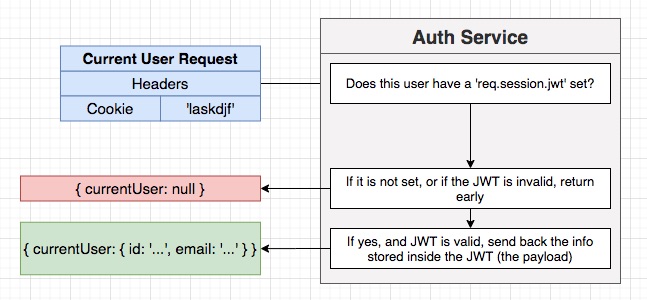 Auth Service
Current User Request
Headers
Cookie
'laskdjf'
Does this user have a 'req.session.jwt' set?
{ currentUser: null }
If it is not set, or if the JWT is invalid, return
early
{ currentUser: { id: '...', email: '...' } }
If yes, and JWT is valid, send back the info
stored inside the JWT (the payload)